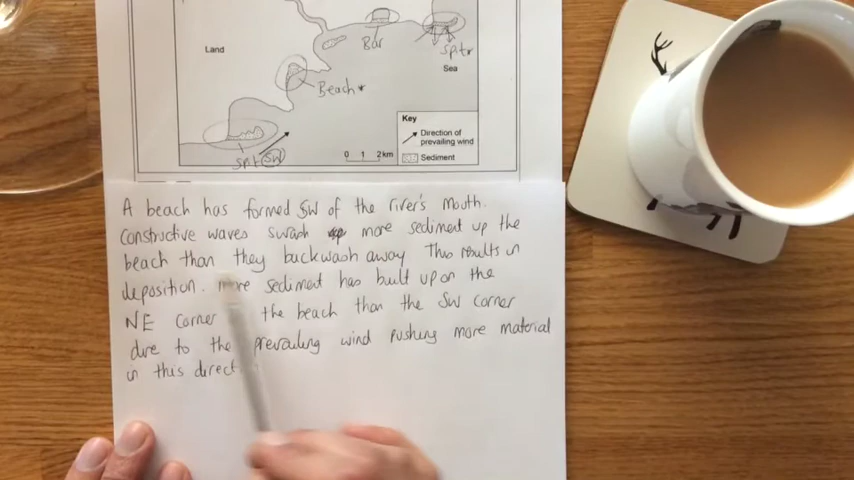 Land
Bar
spit*
Sea
Beach*
spit SW
Key
Direction of prevailing wind
Sediment
0 1 2km
A beach has formed SW of the river's mouth.
Constructive waves swash more sediment up the
beach than they backwash away This results in
deposition. more sediment has built up on the
NE corner the beach than the SW corner
due to the prevailing wind pushing more material
in this direct